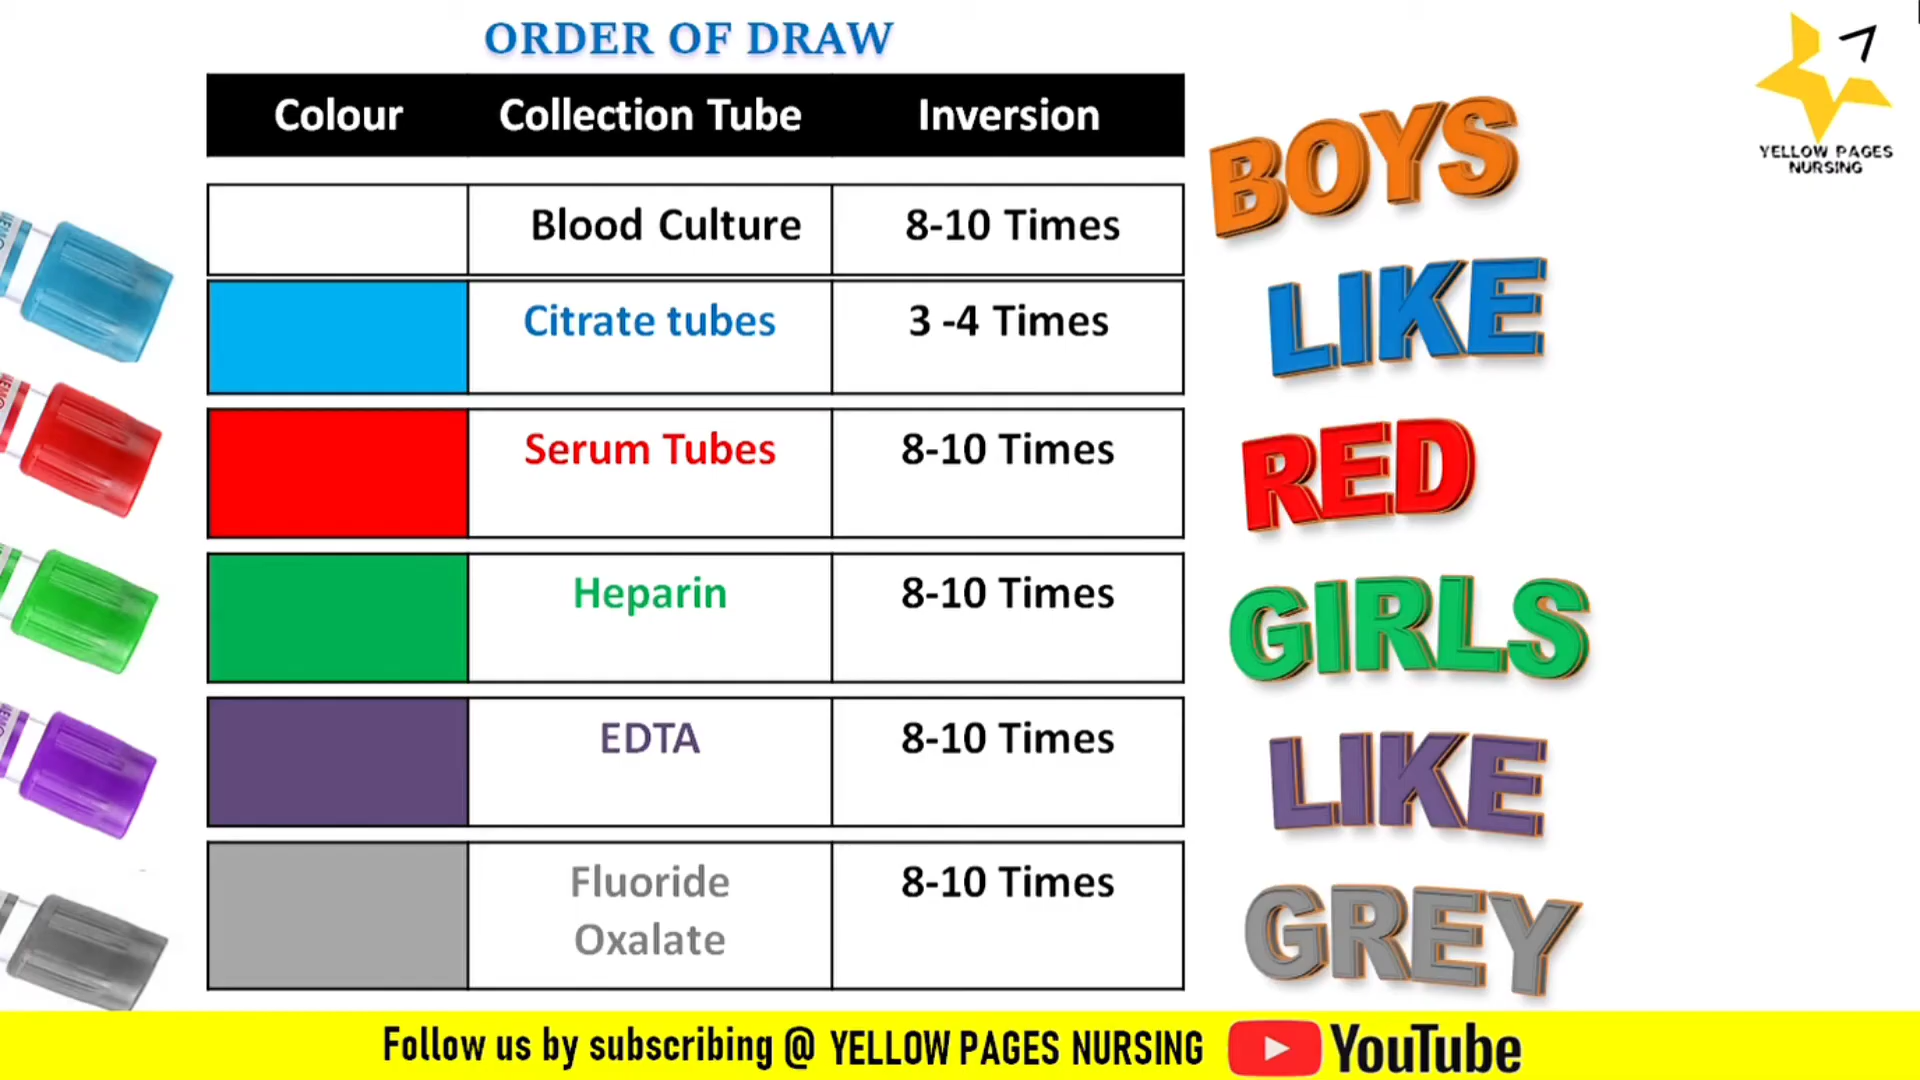 ORDER OF DRAW
YELLOW PAGES
NURSING
Colour Collection Tube Inversion
Blood Culture 8-10 Times
BOYS
Citrate tubes 3 -4 Times
LIKE
Serum Tubes 8-10 Times
RED
Heparin 8-10 Times
GIRLS
EDTA 8-10 Times
LIKE
Fluoride 8-10 Times
Oxalate
GREY
Follow us by subscribing @ YELLOW PAGES NURSING YouTube